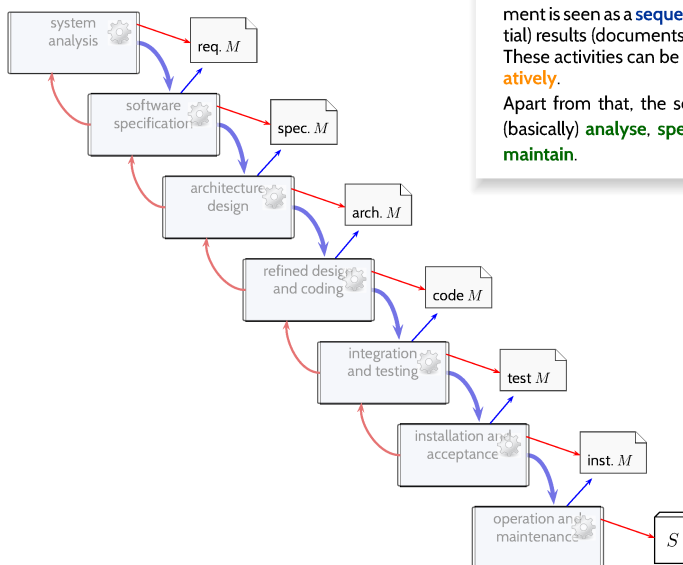 system
analysis
req. M
software
specification
spec. M
architecture
design
arch. M
refined design
and coding
code M
integration
and testing
test M
installation and
acceptance
inst. M
operation and
maintenance
S
ment is seen as a seque
tial) results (documents
These activities can be
atively.
Apart from that, the s
(basically) analyse, spe
maintain.